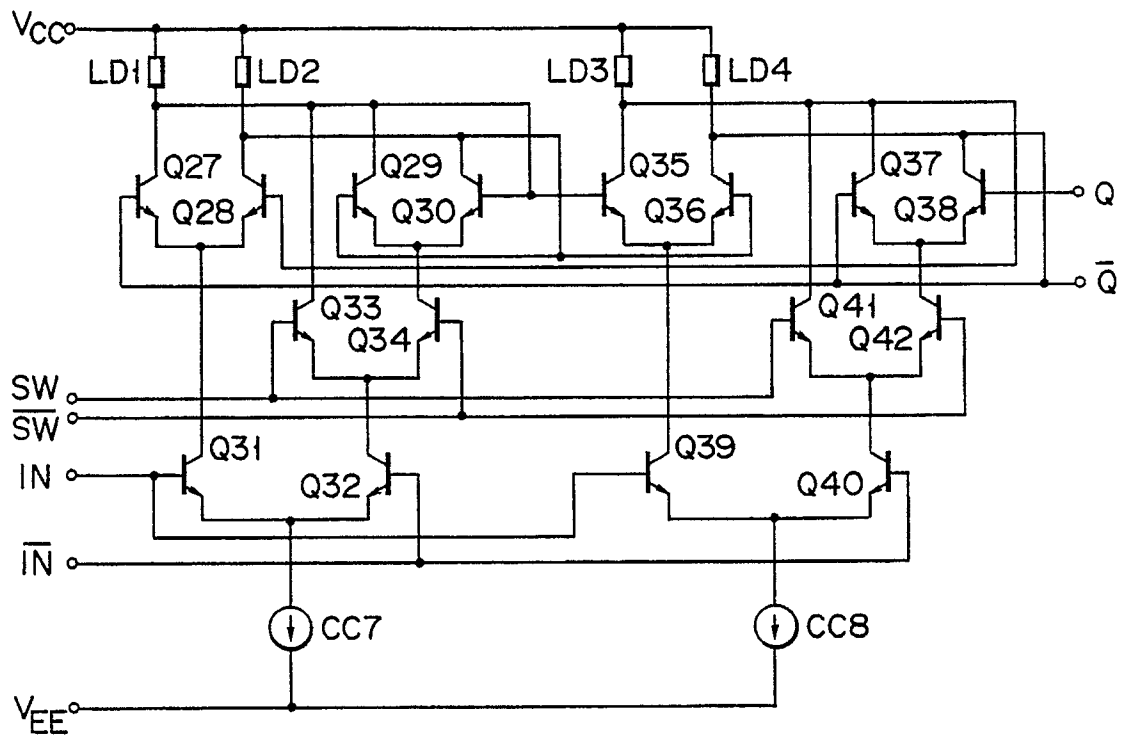 VCC
LD1 LD2 LD3 LD4
Q27 Q29 Q35 Q37
Q28 Q30 Q36 Q38 Q
Q̅
Q33 Q41
Q34 Q42
SW
S̅W̅
Q31 Q39
IN Q32 Q40
I̅N̅
CC7 CC8
VEE